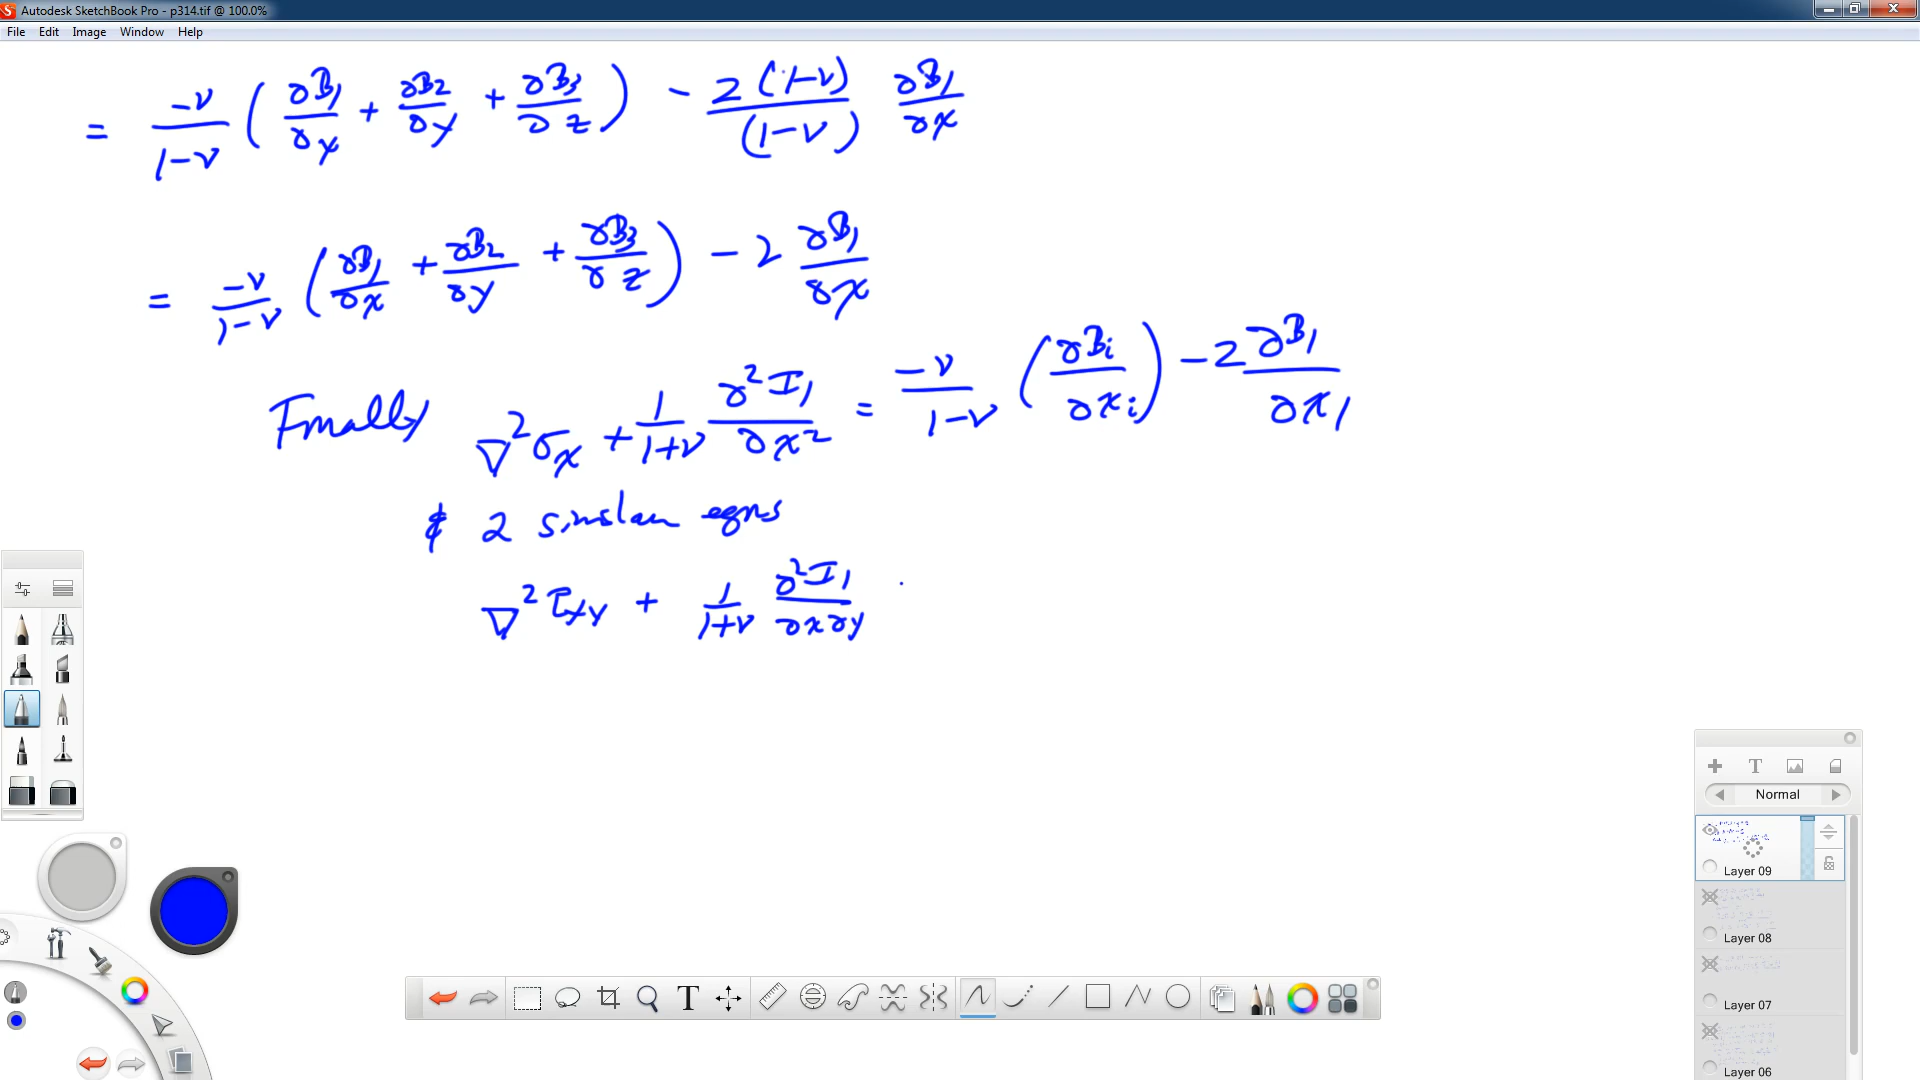 Autodesk SketchBook Pro - p314.tif @ 100.0%
File Edit Image Window Help
= -ν/(1-ν) (∂B₁/∂x + ∂B₂/∂y + ∂B₃/∂z) - 2(1-ν)/(1-ν) ∂B₁/∂x
= -ν/(1-ν) (∂B₁/∂x + ∂B₂/∂y + ∂B₃/∂z) - 2 ∂B₁/∂x
Finally ∇²σx + 1/(1+ν) ∂²I₁/∂x² = -ν/(1-ν) (∂Bᵢ/∂xᵢ) - 2 ∂B₁/∂x₁
& 2 similar eqns
∇²τxy + 1/(1+ν) ∂²I₁/∂x∂y
T
Normal
Layer 09
Layer 08
Layer 07
Layer 06
T